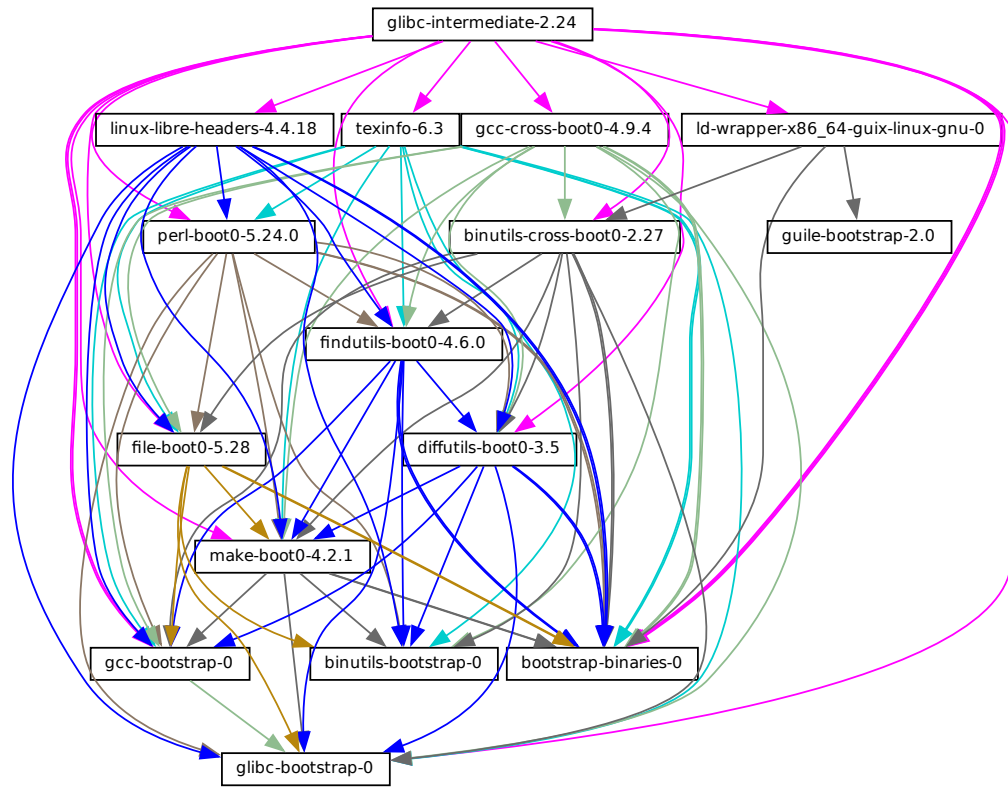 glibc-intermediate-2.24
linux-libre-headers-4.4.18
texinfo-6.3
gcc-cross-boot0-4.9.4
ld-wrapper-x86_64-guix-linux-gnu-0
perl-boot0-5.24.0
binutils-cross-boot0-2.27
guile-bootstrap-2.0
findutils-boot0-4.6.0
file-boot0-5.28
diffutils-boot0-3.5
make-boot0-4.2.1
gcc-bootstrap-0
binutils-bootstrap-0
bootstrap-binaries-0
glibc-bootstrap-0